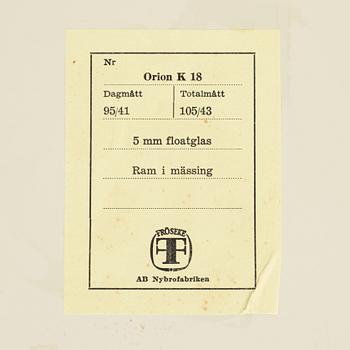 Nr
Orion K 18
Dagmått Totalmått
95/41 105/43
5 mm floatglas
Ram i mässing
FRÖSEKE
F
AB Nybrofabriken